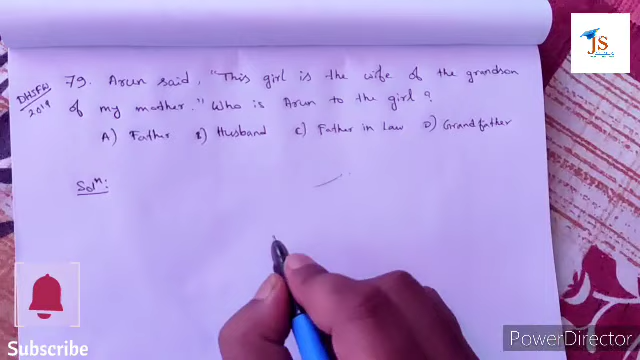 JS
DHSFW
2019
79. Arun said, "This girl is the wife of the grandson
of my mother." Who is Arun to the girl?
A) Father B) Husband C) Father in Law D) Grandfather
Solⁿ:
Subscribe
PowerDirector